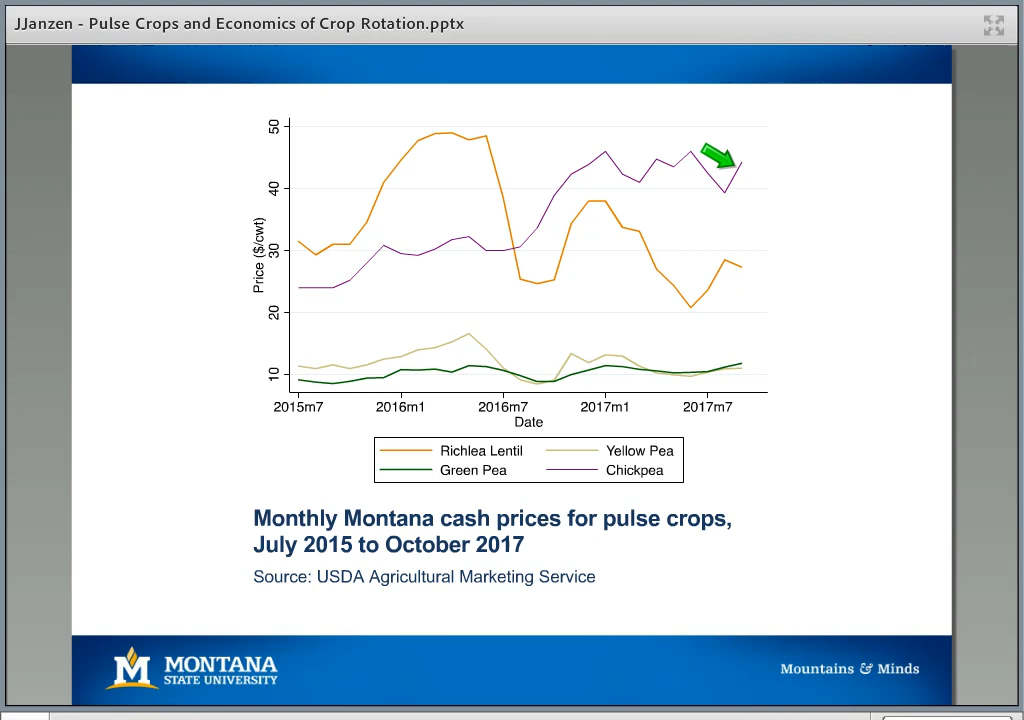 JJanzen - Pulse Crops and Economics of Crop Rotation.pptx
50
40
30
20
10
Price ($/cwt)
2015m7 2016m1 2016m7 2017m1 2017m7
Date
Richlea Lentil Yellow Pea
Green Pea Chickpea
Monthly Montana cash prices for pulse crops,
July 2015 to October 2017
Source: USDA Agricultural Marketing Service
M MONTANA
STATE UNIVERSITY
Mountains & Minds